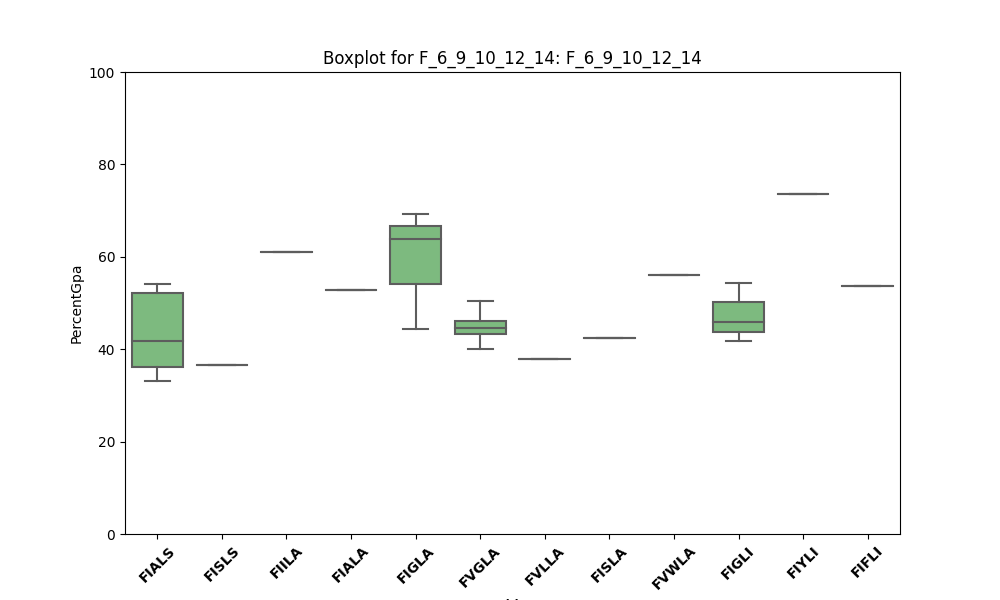 Boxplot for F_6_9_10_12_14: F_6_9_10_12_14
100
80
60
40
20
0
PercentGpa
FIALS
FISLS
FIILA
FIALA
FIGLA
FVGLA
FVLLA
FISLA
FVWLA
FIGLI
FIYLI
FIFLI